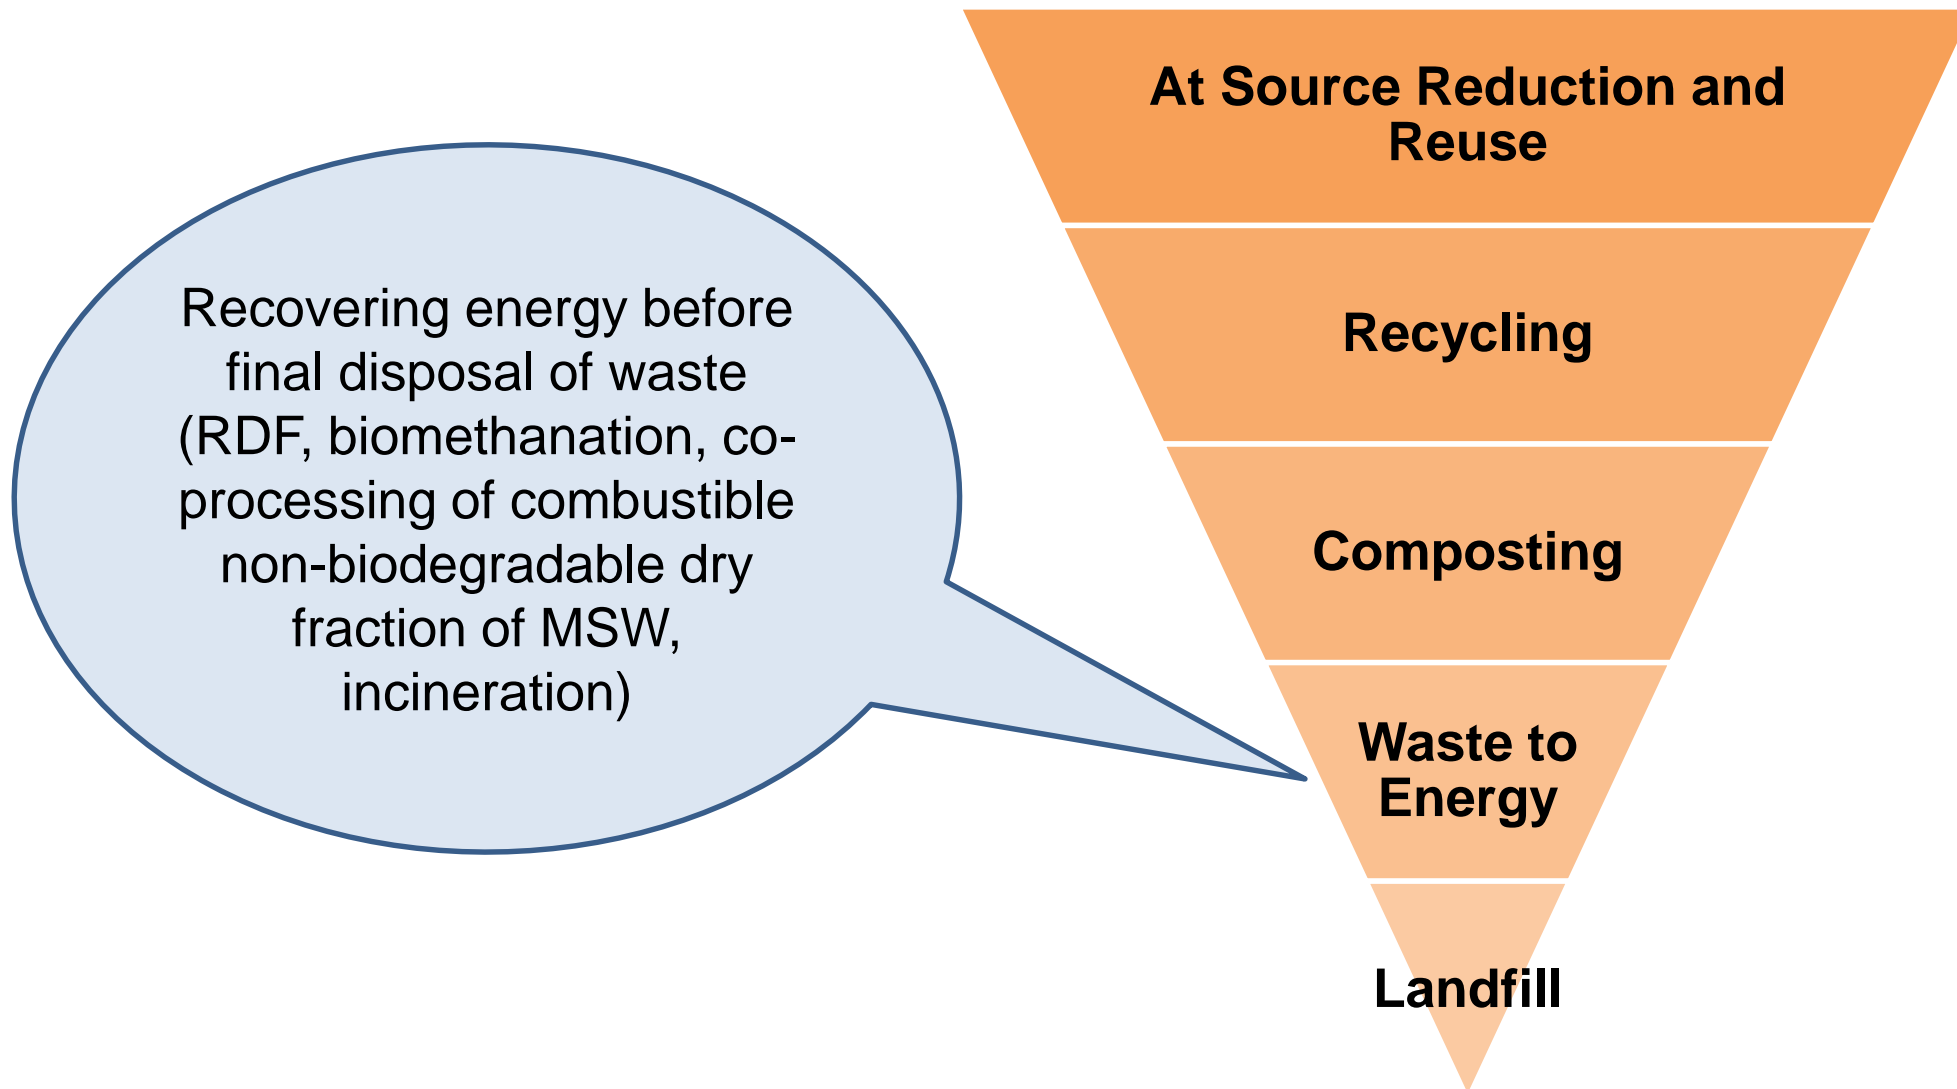 At Source Reduction and
Reuse
Recovering energy before
final disposal of waste
(RDF, biomethanation, co-
processing of combustible
non-biodegradable dry
fraction of MSW,
incineration)
Recycling
Composting
Waste to
Energy
Landfill